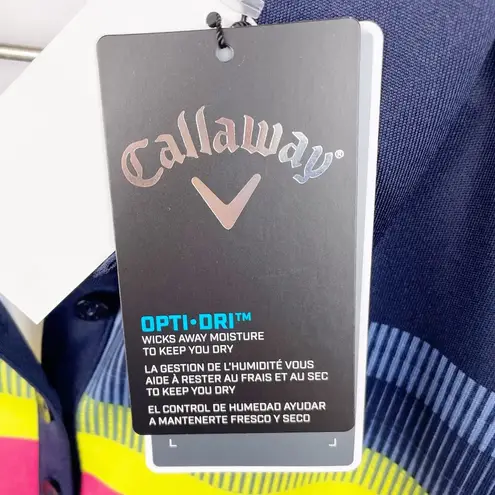 Callaway®
OPTI•DRI™
WICKS AWAY MOISTURE
TO KEEP YOU DRY
LA GESTION DE L'HUMIDITÉ VOUS
AIDE À RESTER AU FRAIS ET AU SEC
TO KEEP YOU DRY
EL CONTROL DE HUMEDAD AYUDAR
A MANTENERTE FRESCO Y SECO